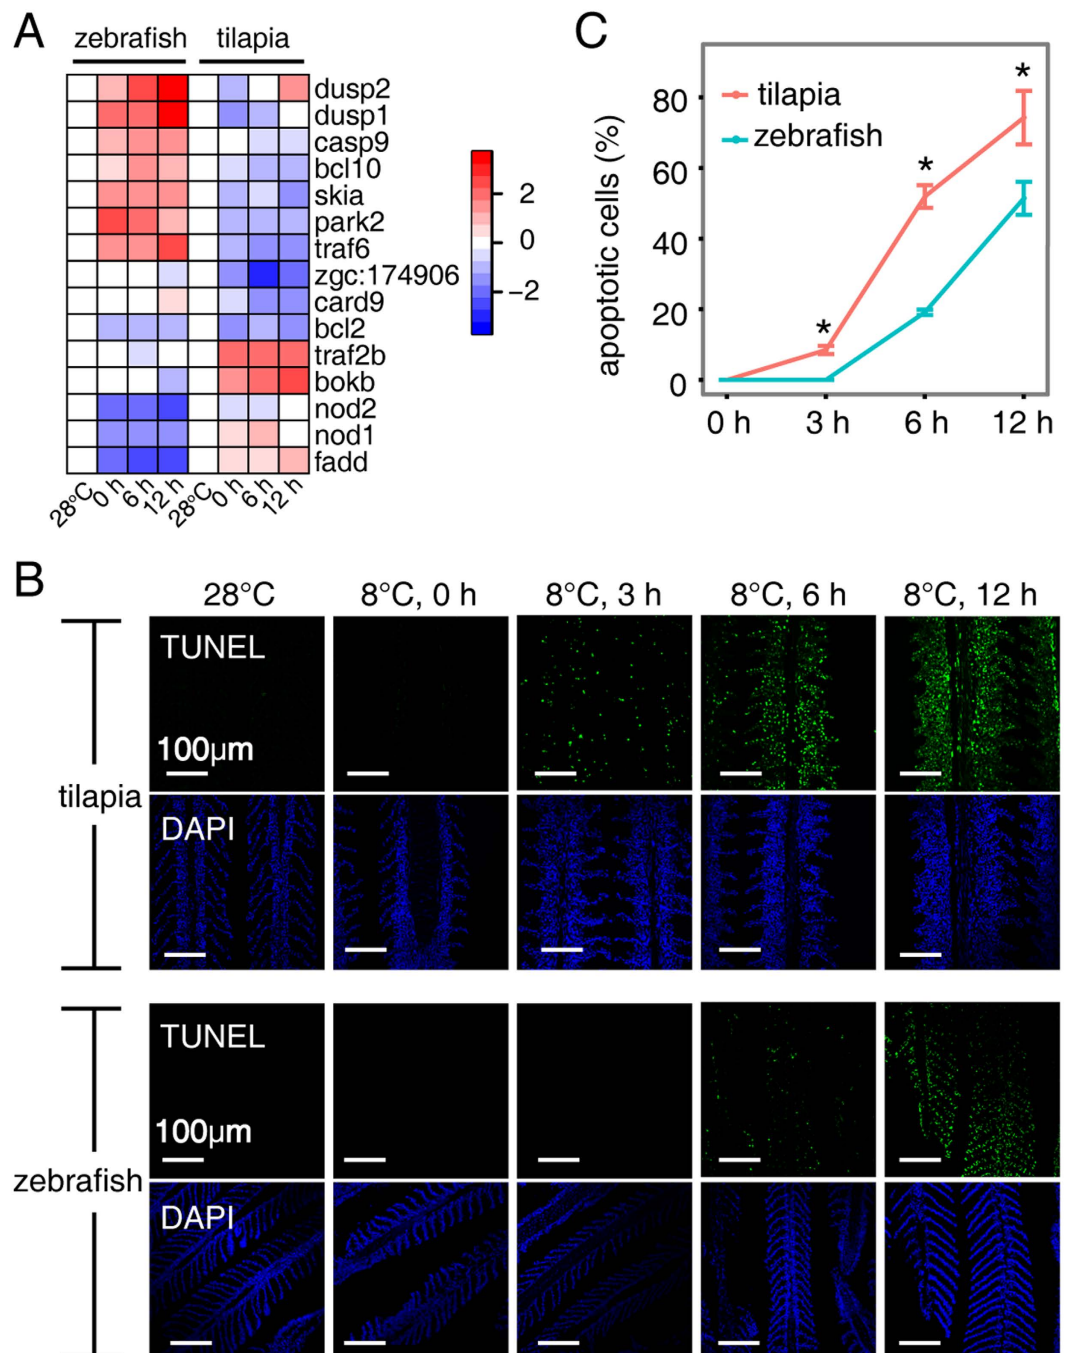 A
zebrafish tilapia
dusp2
dusp1
casp9
bcl10
skia
park2
traf6
zgc:174906
card9
bcl2
traf2b
bokb
nod2
nod1
fadd
28°C 0 h 6 h 12 h 28°C 0 h 6 h 12 h
2
0
−2
C
apoptotic cells (%)
80
60
40
20
0
tilapia
zebrafish
*
*
*
0 h 3 h 6 h 12 h
B
28°C 8°C, 0 h 8°C, 3 h 8°C, 6 h 8°C, 12 h
tilapia
TUNEL
100µm
DAPI
zebrafish
TUNEL
100µm
DAPI